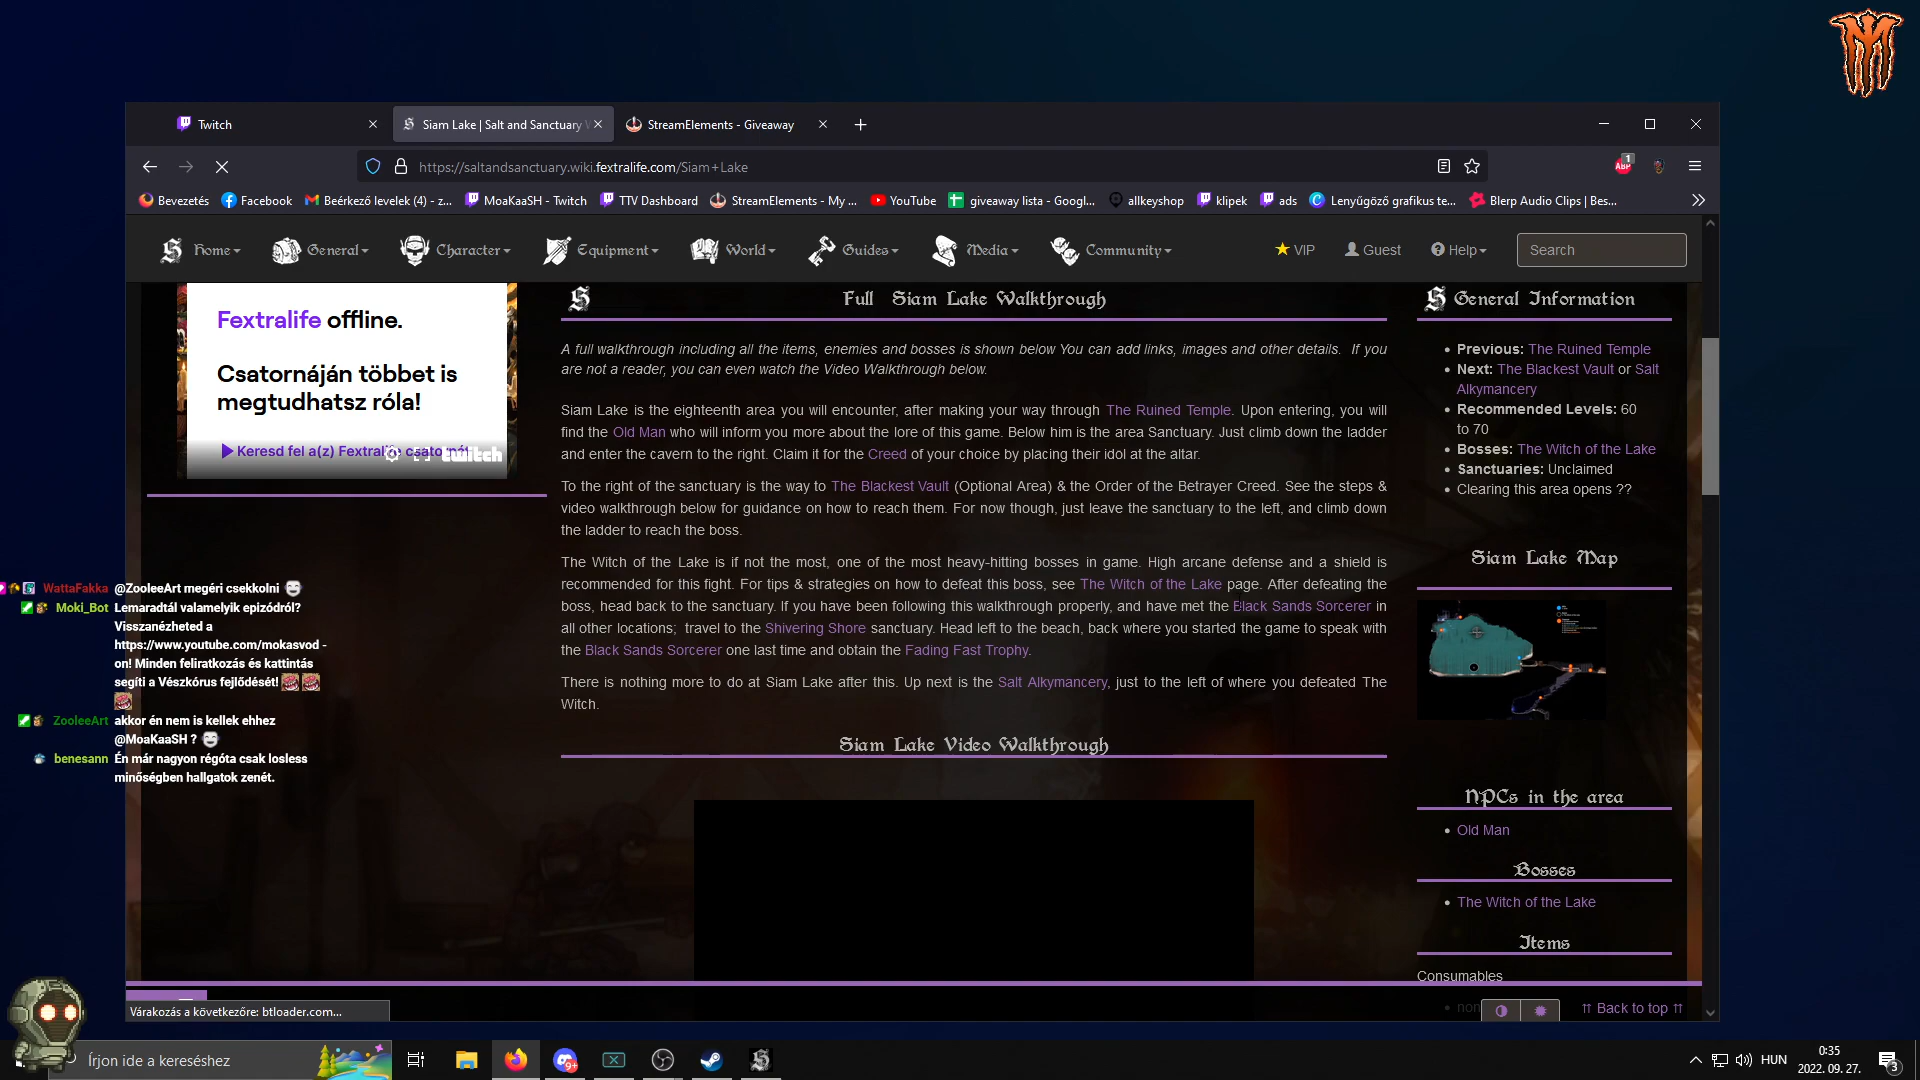 Twitch
Siam Lake | Salt and Sanctuary
StreamElements - Giveaway
https://saltandsanctuary.wiki.fextralife.com/Siam+Lake
ABP
1
Bevezetés
Facebook
Beérkező levelek (4) - z...
MoaKaaSH - Twitch
TTV Dashboard
StreamElements - My ...
YouTube
giveaway lista - Googl...
allkeyshop
klipek
ads
Lenyűgöző grafikus te...
Blerp Audio Clips | Bes...
Home
General
Character
Equipment
World
Guides
Media
Community
VIP
Guest
Help
Search
Fextralife offline.
Csatornáján többet is
megtudhatsz róla!
Keresd fel a(z) Fextralife csatornát
twitch
Full Siam Lake Walkthrough
A full walkthrough including all the items, enemies and bosses is shown below You can add links, images and other details. If you
are not a reader, you can even watch the Video Walkthrough below.
Siam Lake is the eighteenth area you will encounter, after making your way through The Ruined Temple. Upon entering, you will
find the Old Man who will inform you more about the lore of this game. Below him is the area Sanctuary. Just climb down the ladder
and enter the cavern to the right. Claim it for the Creed of your choice by placing their idol at the altar.
To the right of the sanctuary is the way to The Blackest Vault (Optional Area) & the Order of the Betrayer Creed. See the steps &
video walkthrough below for guidance on how to reach them. For now though, just leave the sanctuary to the left, and climb down
the ladder to reach the boss.
The Witch of the Lake is if not the most, one of the most heavy-hitting bosses in game. High arcane defense and a shield is
recommended for this fight. For tips & strategies on how to defeat this boss, see The Witch of the Lake page. After defeating the
boss, head back to the sanctuary. If you have been following this walkthrough properly, and have met the Black Sands Sorcerer in
all other locations; travel to the Shivering Shore sanctuary. Head left to the beach, back where you started the game to speak with
the Black Sands Sorcerer one last time and obtain the Fading Fast Trophy.
There is nothing more to do at Siam Lake after this. Up next is the Salt Alkymancery, just to the left of where you defeated The
Witch.
Siam Lake Video Walkthrough
General Information
Previous: The Ruined Temple
Next: The Blackest Vault or Salt
Alkymancery
Recommended Levels: 60
to 70
Bosses: The Witch of the Lake
Sanctuaries: Unclaimed
Clearing this area opens ??
Siam Lake Map
NPCs in the area
Old Man
Bosses
The Witch of the Lake
Items
Consumables
non
Back to top
WattaFakka @ZooleeArt megéri csekkolni
Moki_Bot Lemaradtál valamelyik epizódról?
Visszanézheted a
https://www.youtube.com/mokasvod -
on! Minden feliratkozás és kattintás
segíti a Vészkórus fejlődését!
ZooleeArt akkor én nem is kellek ehhez
@MoaKaaSH ?
benesann Én már nagyon régóta csak losless
minőségben hallgatok zenét.
Várakozás a következőre: btloader.com...
Írjon ide a kereséshez
9+
HUN
0:35
2022. 09. 27.
3